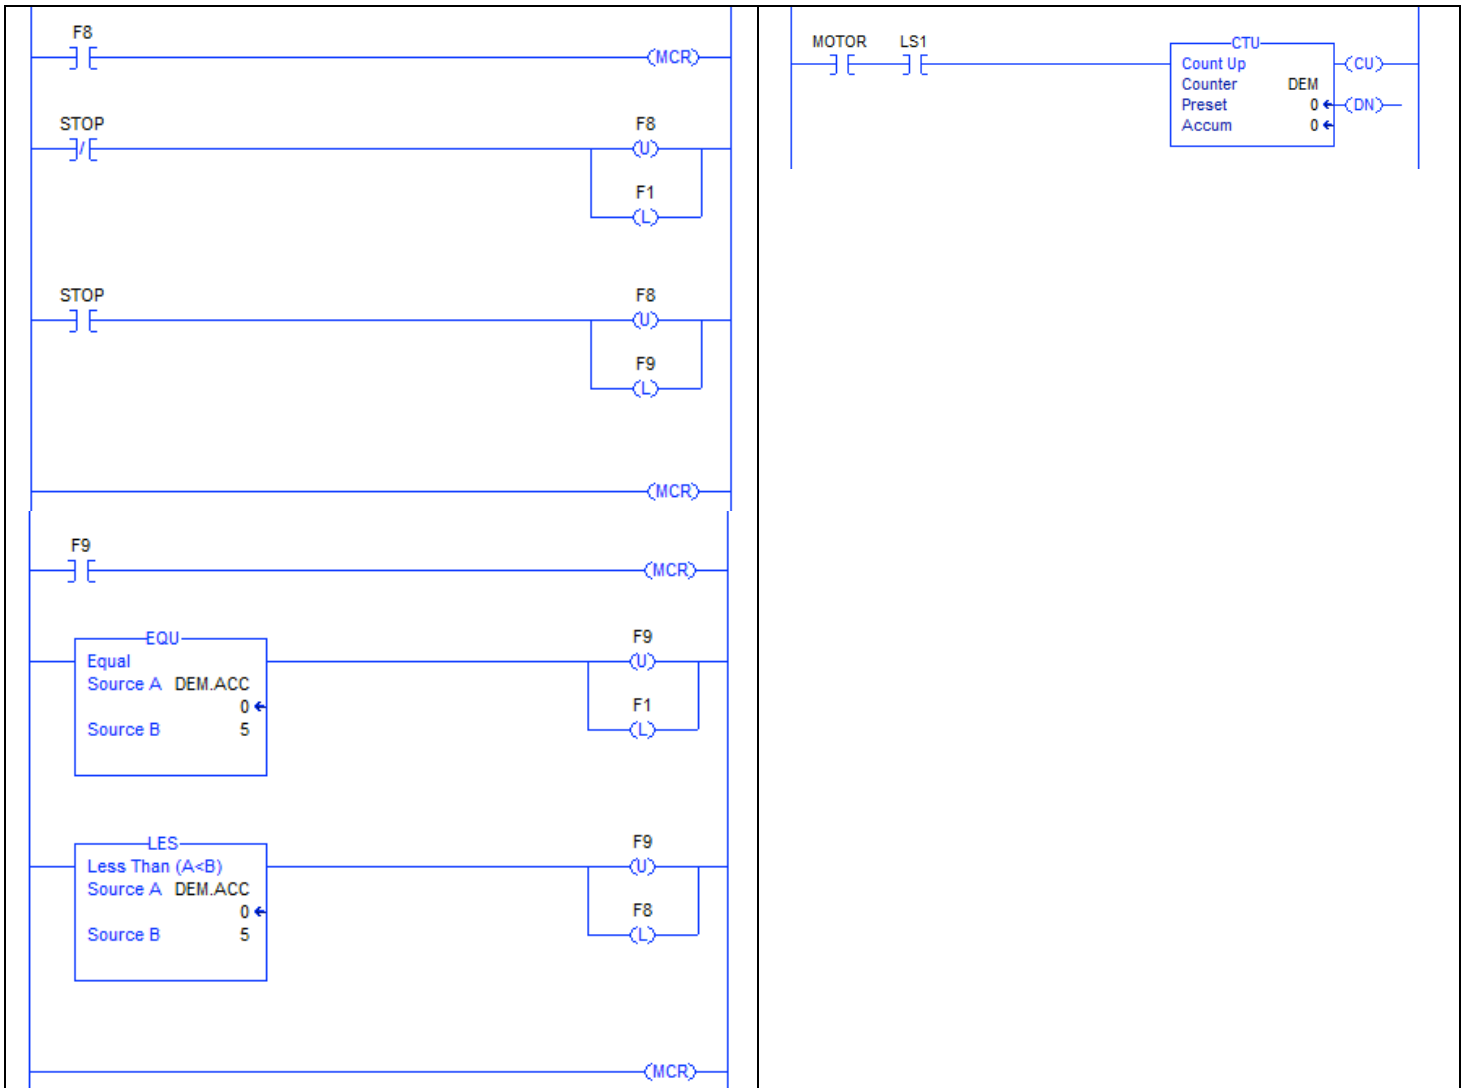 F8
(MCR)
STOP
F8
(U)
F1
(L)
STOP
F8
(U)
F9
(L)
(MCR)
F9
(MCR)
EQU
Equal
Source A DEM.ACC
0
Source B 5
F9
(U)
F1
(L)
LES
Less Than (A<B)
Source A DEM.ACC
0
Source B 5
F9
(U)
F8
(L)
(MCR)
MOTOR LS1
CTU
Count Up
Counter DEM
Preset 0
Accum 0
(CU)
(DN)